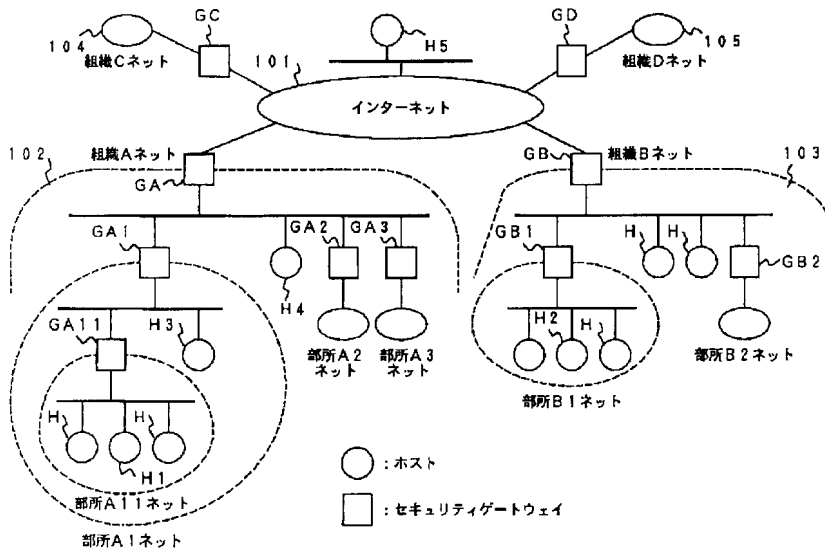 GC
GD
104
101
H5
105
組織Cネット
組織Dネット
インターネット
102
組織Aネット
GB
組織Bネット
103
GA
GA1
GA2
GA3
GB1
H
H
GB2
H4
GA11
H3
H2
H
部所A2
ネット
部所A3
ネット
部所B2ネット
部所B1ネット
H
H
H1
○:ホスト
部所A11ネット
□:セキュリティゲートウェイ
部所A1ネット